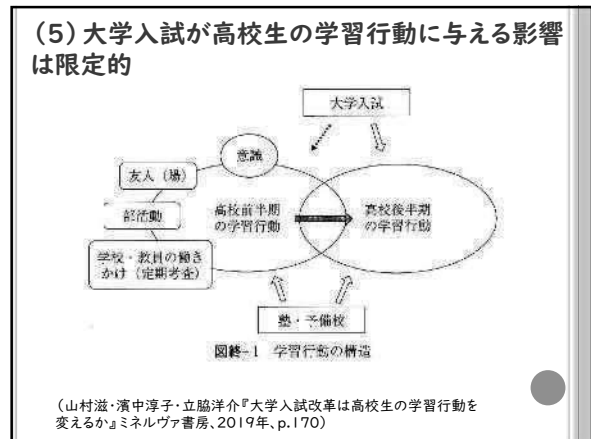 (5)大学入試が高校生の学習行動に与える影響
は限定的
大学入試
意識
友人(場)
部活動
高校前半期
の学習行動
高校後半期
の学習行動
学校・教員の働き
かけ(定期考査)
塾・予備校
図終-1 学習行動の構造
(山村滋・濱中淳子・立脇洋介『大学入試改革は高校生の学習行動を
変えるか』ミネルヴァ書房、2019年、p.170)